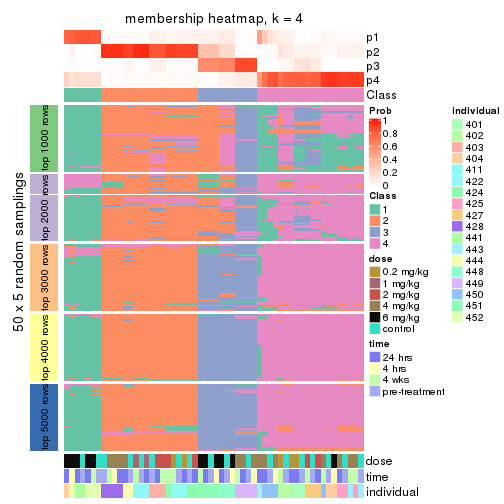 membership heatmap, k = 4
p1
p2
p3
p4
Class
50 x 5 random samplings
top 1000 rows
top 2000 rows
top 3000 rows
top 4000 rows
top 5000 rows
dose
time
individual
Prob
1
0.8
0.6
0.4
0.2
0
Class
1
2
3
4
dose
0.2 mg/kg
1 mg/kg
2 mg/kg
4 mg/kg
6 mg/kg
control
time
24 hrs
4 hrs
4 wks
pre-treatment
individual
401
402
403
404
411
422
424
425
427
428
441
443
444
448
449
450
451
452